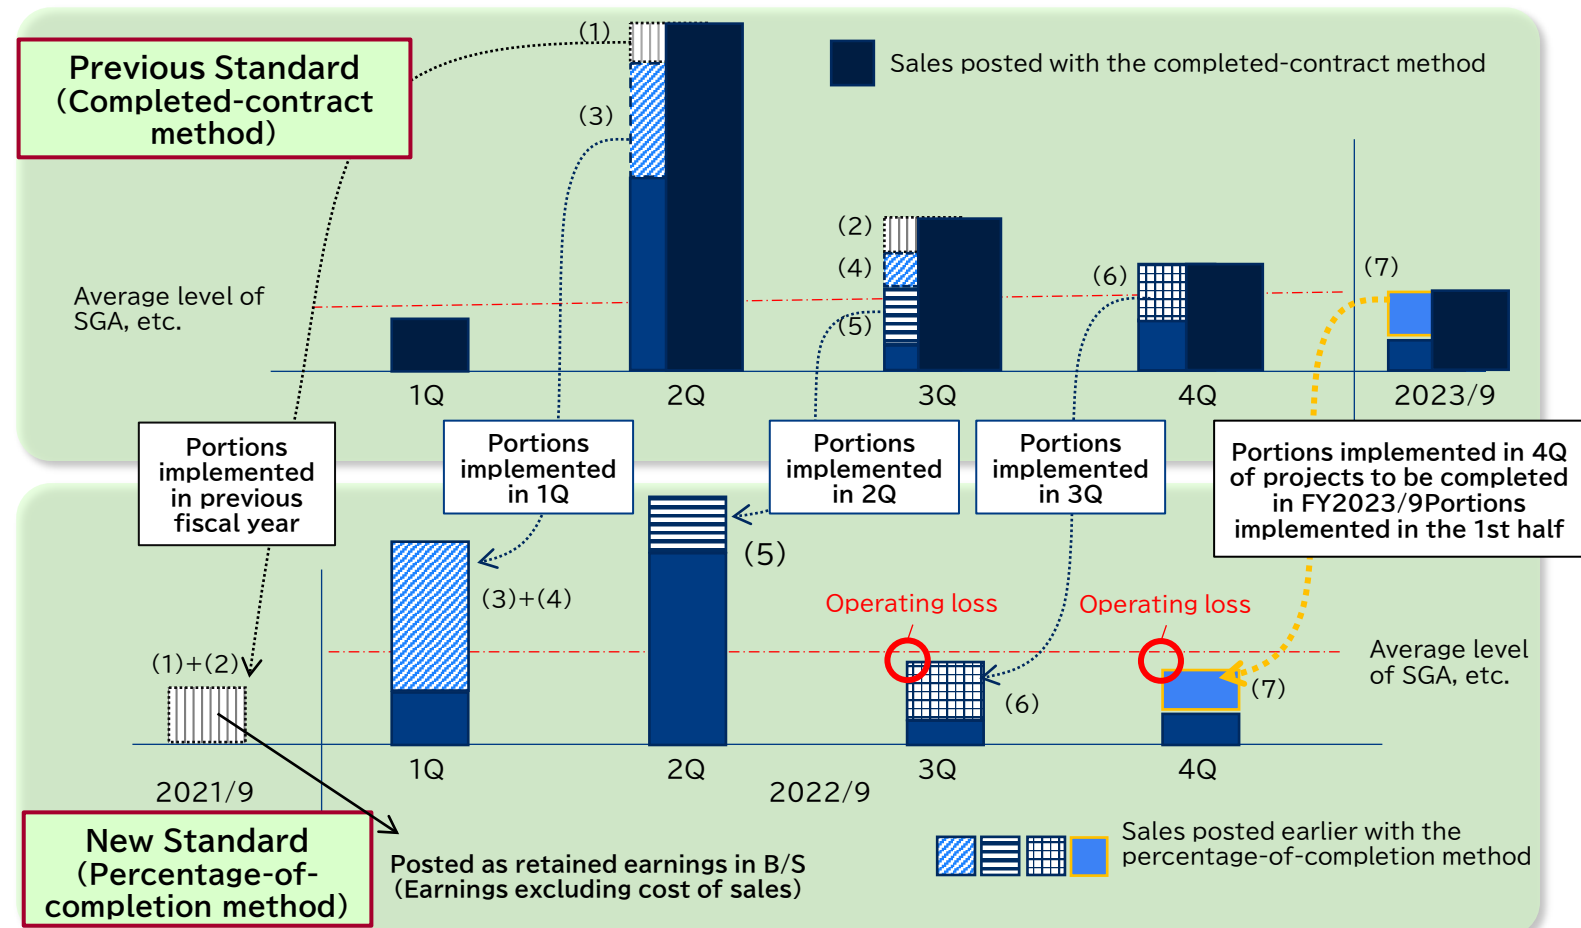 Previous Standard
(Completed-contract
method)
(1)
(3)
Sales posted with the completed-contract method
(2)
(4)
(5)
(6)
(7)
Average level of
SGA, etc.
1Q
2Q
3Q
4Q
2023/9
Portions
implemented
in previous
fiscal year
Portions
implemented
in 1Q
Portions
implemented
in 2Q
Portions
implemented
in 3Q
Portions implemented in 4Q
of projects to be completed
in FY2023/9Portions
implemented in the 1st half
(1)+(2)
(3)+(4)
(5)
Operating loss
(6)
Operating loss
(7)
Average level
of SGA, etc.
1Q
2Q
3Q
4Q
2021/9
2022/9
New Standard
(Percentage-of-
completion method)
Posted as retained earnings in B/S
(Earnings excluding cost of sales)
Sales posted earlier with the
percentage-of-completion method